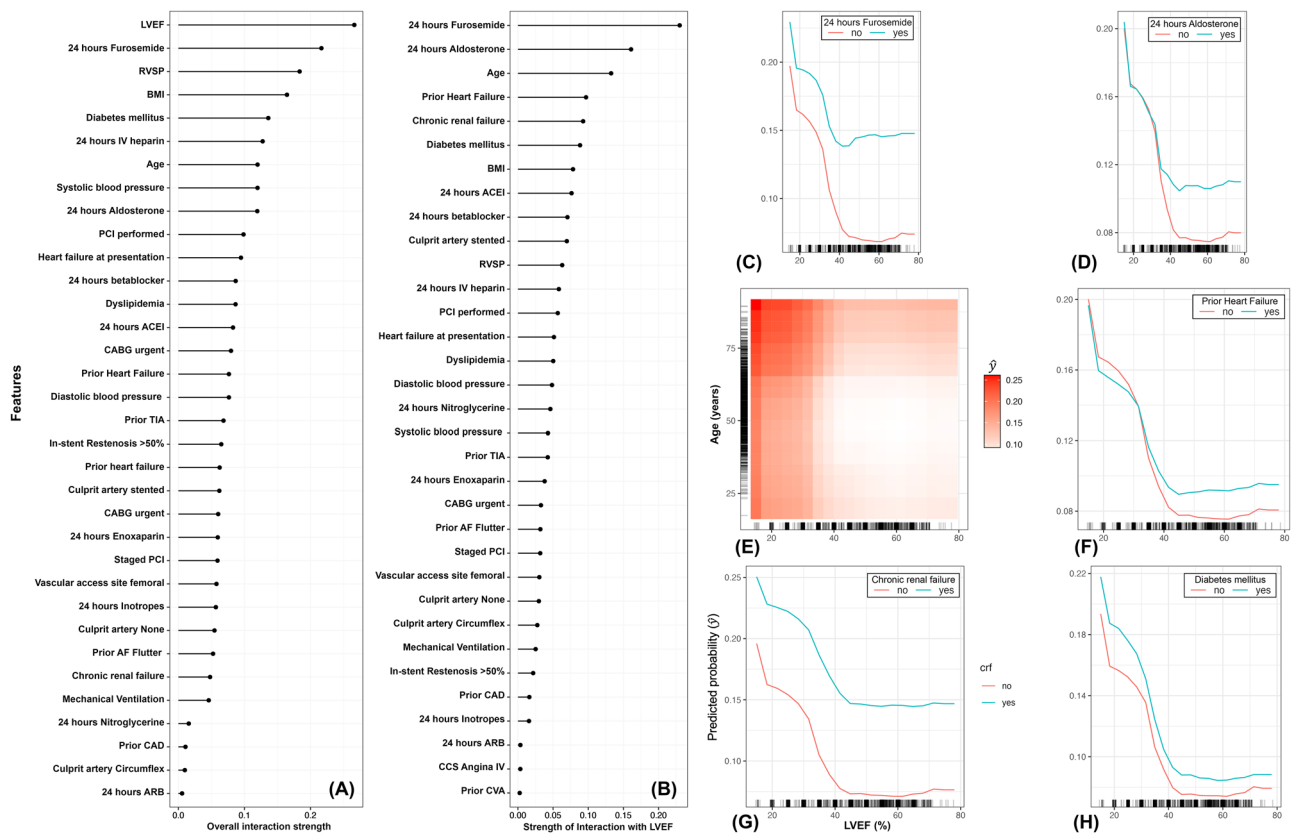 Features
LVEF
24 hours Furosemide
RVSP
BMI
Diabetes mellitus
24 hours IV heparin
Age
Systolic blood pressure
24 hours Aldosterone
PCI performed
Heart failure at presentation
24 hours betablocker
Dyslipidemia
24 hours ACEI
CABG urgent
Prior Heart Failure
Diastolic blood pressure
Prior TIA
In-stent Restenosis >50%
Prior heart failure
Culprit artery stented
CABG urgent
24 hours Enoxaparin
Staged PCI
Vascular access site femoral
24 hours Inotropes
Culprit artery None
Prior AF Flutter
Chronic renal failure
Mechanical Ventilation
24 hours Nitroglycerine
Prior CAD
Culprit artery Circumflex
24 hours ARB
(A)
0.0 0.1 0.2
Overall interaction strength
24 hours Furosemide
24 hours Aldosterone
Age
Prior Heart Failure
Chronic renal failure
Diabetes mellitus
BMI
24 hours ACEI
24 hours betablocker
Culprit artery stented
RVSP
24 hours IV heparin
PCI performed
Heart failure at presentation
Dyslipidemia
Diastolic blood pressure
24 hours Nitroglycerine
Systolic blood pressure
Prior TIA
24 hours Enoxaparin
CABG urgent
Prior AF Flutter
Staged PCI
Vascular access site femoral
Culprit artery None
Culprit artery Circumflex
Mechanical Ventilation
In-stent Restenosis >50%
Prior CAD
24 hours Inotropes
24 hours ARB
CCS Angina IV
Prior CVA
(B)
0.00 0.05 0.10 0.15 0.20
Strength of Interaction with LVEF
24 hours Furosemide
no yes
0.20
0.15
0.10
20 40 60 80
(C)
24 hours Aldosterone
no yes
0.20
0.16
0.12
0.08
20 40 60 80
(D)
Age (years)
75
50
25
20 40 60 80
(E)
ŷ
0.25
0.20
0.15
0.10
Prior Heart Failure
no yes
0.20
0.16
0.12
0.08
20 40 60 80
(F)
Predicted probability (ŷ)
Chronic renal failure
no yes
0.25
0.20
0.15
0.10
20 40 60 80
(G)
LVEF (%)
crf
no
yes
Diabetes mellitus
no yes
0.22
0.18
0.14
0.10
20 40 60 80
(H)